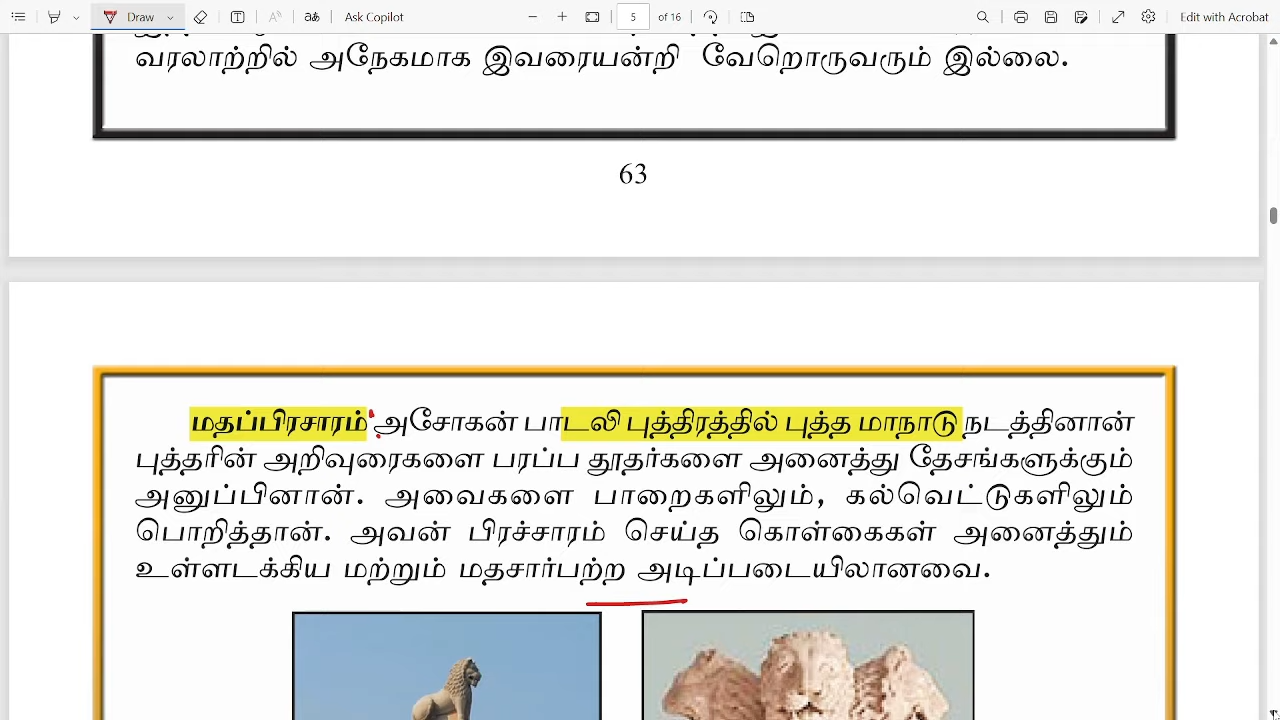 Draw
Ask Copilot
5 of 16
Edit with Acrobat
வரலாற்றில் அநேகமாக இவரையன்றி வேறொருவரும் இல்லை.
63
மதப்பிரசாரம் அசோகன் பாடலி புத்திரத்தில் புத்த மாநாடு நடத்தினான்
புத்தரின் அறிவுரைகளை பரப்ப தூதர்களை அனைத்து தேசங்களுக்கும்
அனுப்பினான். அவைகளை பாறைகளிலும், கல்வெட்டுகளிலும்
பொறித்தான். அவன் பிரச்சாரம் செய்த கொள்கைகள் அனைத்தும்
உள்ளடக்கிய மற்றும் மதசார்பற்ற அடிப்படையிலானவை.